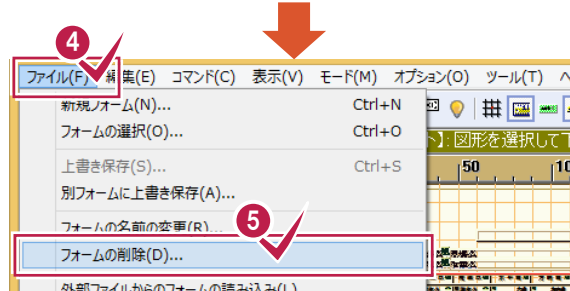 4
ファイル(F) 編集(E) コマンド(C) 表示(V) モード(M) オプション(O) ツール(T)
新規フォーム(N)... Ctrl+N
フォームの選択(O)... Ctrl+O
】: 図形を選択して下
上書き保存(S)... Ctrl+S
50 10
別フォームに上書き保存(A)...
フォームの名前の変更(R)...
5
フォームの削除(D)...
外部ファイルからのフォームの読み込み(L)